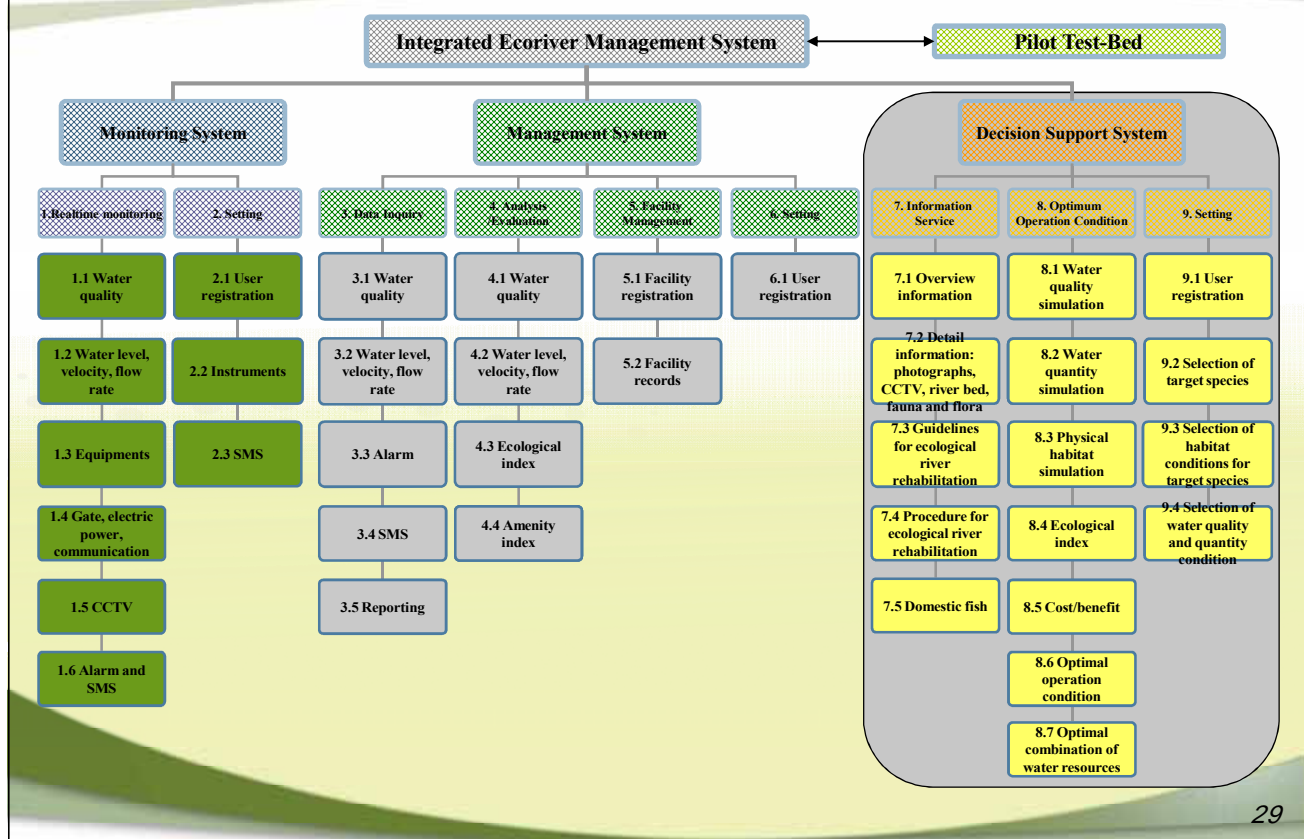 Integrated Ecoriver Management System
Pilot Test-Bed
Monitoring System
Management System
Decision Support System
1.Realtime monitoring
2. Setting
3. Data Inquiry
4. Analysis
/Evaluation
5. Facility
Management
6. Setting
7. Information
Service
8. Optimum
Operation Condition
9. Setting
1.1 Water
quality
1.2 Water level,
velocity, flow
rate
1.3 Equipments
1.4 Gate, electric
power,
communication
1.5 CCTV
1.6 Alarm and
SMS
2.1 User
registration
2.2 Instruments
2.3 SMS
3.1 Water
quality
3.2 Water level,
velocity, flow
rate
3.3 Alarm
3.4 SMS
3.5 Reporting
4.1 Water
quality
4.2 Water level,
velocity, flow
rate
4.3 Ecological
index
4.4 Amenity
index
5.1 Facility
registration
5.2 Facility
records
6.1 User
registration
7.1 Overview
information
7.2 Detail
information:
photographs,
CCTV, river bed,
fauna and flora
7.3 Guidelines
for ecological
river
rehabilitation
7.4 Procedure for
ecological river
rehabilitation
7.5 Domestic fish
8.1 Water
quality
simulation
8.2 Water
quantity
simulation
8.3 Physical
habitat
simulation
8.4 Ecological
index
8.5 Cost/benefit
8.6 Optimal
operation
condition
8.7 Optimal
combination of
water resources
9.1 User
registration
9.2 Selection of
target species
9.3 Selection of
habitat
conditions for
target species
9.4 Selection of
water quality
and quantity
condition
29